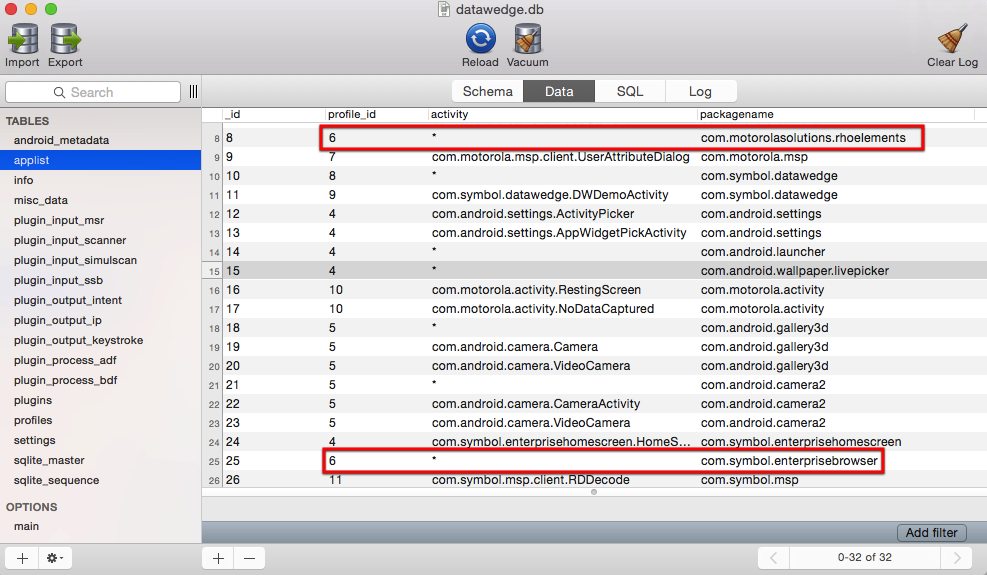 datawedge.db
Import Export Reload Vacuum Clear Log
Search Schema Data SQL Log
TABLES
android_metadata
applist
info
misc_data
plugin_input_msr
plugin_input_scanner
plugin_input_simulscan
plugin_input_ssb
plugin_output_intent
plugin_output_ip
plugin_output_keystroke
plugin_process_adf
plugin_process_bdf
plugins
profiles
settings
sqlite_master
sqlite_sequence
OPTIONS
main
_id profile_id activity packagename
8 8 6 * com.motorolasolutions.rhoelements
9 9 7 com.motorola.msp.client.UserAttributeDialog com.motorola.msp
10 10 8 * com.symbol.datawedge
11 11 9 com.symbol.datawedge.DWDemoActivity com.symbol.datawedge
12 12 4 com.android.settings.ActivityPicker com.android.settings
13 13 4 com.android.settings.AppWidgetPickActivity com.android.settings
14 14 4 * com.android.launcher
15 15 4 * com.android.wallpaper.livepicker
16 16 10 com.motorola.activity.RestingScreen com.motorola.activity
17 17 10 com.motorola.activity.NoDataCaptured com.motorola.activity
18 18 5 * com.android.gallery3d
19 19 5 com.android.camera.Camera com.android.gallery3d
20 20 5 com.android.camera.VideoCamera com.android.gallery3d
21 21 5 * com.android.camera2
22 22 5 com.android.camera.CameraActivity com.android.camera2
23 23 5 com.android.camera.VideoCamera com.android.camera2
24 24 4 com.symbol.enterprisehomescreen.HomeS... com.symbol.enterprisehomescreen
25 25 6 * com.symbol.enterprisebrowser
26 26 11 com.symbol.msp.client.RDDecode com.symbol.msp
Add filter
0-32 of 32